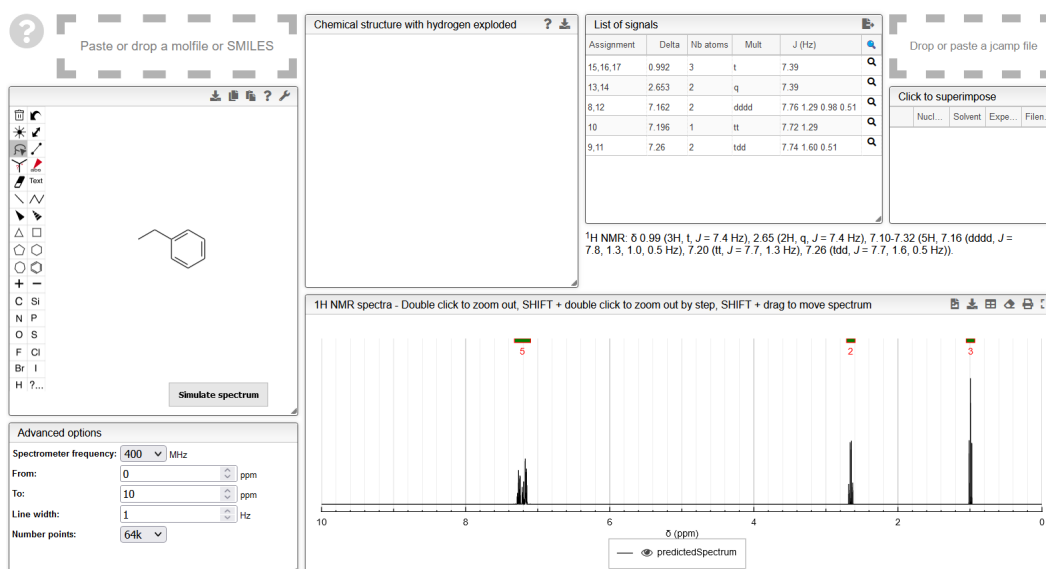 ?
Paste or drop a molfile or SMILES
?
Text
C Si
N P
O S
F Cl
Br I
H ?...
Simulate spectrum
Advanced options
Spectrometer frequency: 400 MHz
From: 0 ppm
To: 10 ppm
Line width: 1 Hz
Number points: 64k
Chemical structure with hydrogen exploded ?
List of signals
Assignment Delta Nb atoms Mult J (Hz)
15,16,17 0.992 3 t 7.39
13,14 2.653 2 q 7.39
8,12 7.162 2 dddd 7.76 1.29 0.98 0.51
10 7.196 1 tt 7.72 1.29
9,11 7.26 2 tdd 7.74 1.60 0.51
Drop or paste a jcamp file
Click to superimpose
Nucl... Solvent Expe... Filen.
¹H NMR: δ 0.99 (3H, t, J = 7.4 Hz), 2.65 (2H, q, J = 7.4 Hz), 7.10-7.32 (5H, 7.16 (dddd, J =
7.8, 1.3, 1.0, 0.5 Hz), 7.20 (tt, J = 7.7, 1.3 Hz), 7.26 (tdd, J = 7.7, 1.6, 0.5 Hz)).
1H NMR spectra - Double click to zoom out, SHIFT + double click to zoom out by step, SHIFT + drag to move spectrum
5 2 3
10 8 6 4 2 0
δ (ppm)
predictedSpectrum